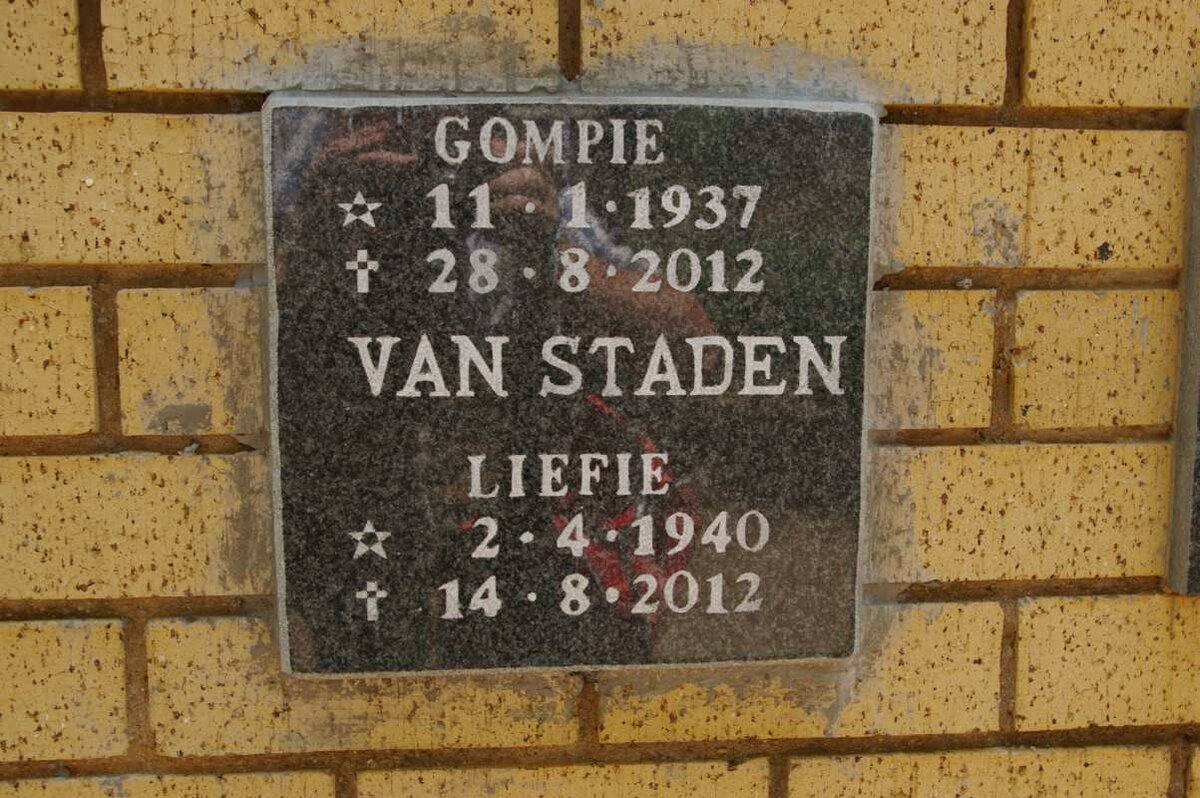 GOMPIE
☆ 11 · 1 · 1937
✝ 28 · 8 · 2012
VAN STADEN
LIEFIE
☆ 2 · 4 · 1940
✝ 14 · 8 · 2012